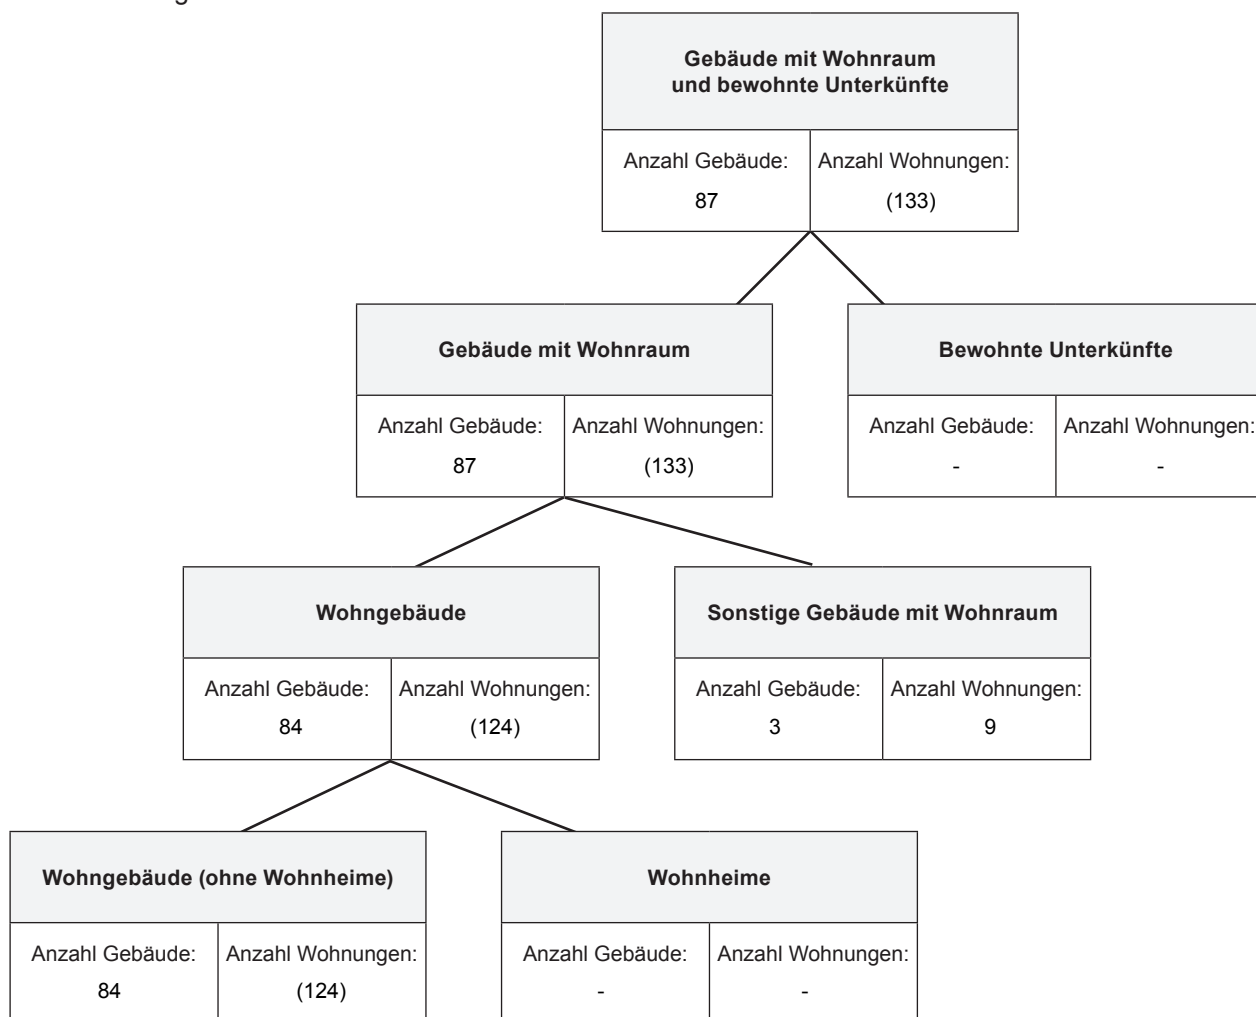 Gebäude mit Wohnraum
und bewohnte Unterkünfte
Anzahl Gebäude: Anzahl Wohnungen:
87 (133)
Gebäude mit Wohnraum
Anzahl Gebäude: Anzahl Wohnungen:
87 (133)
Bewohnte Unterkünfte
Anzahl Gebäude: Anzahl Wohnungen:
- -
Wohngebäude
Anzahl Gebäude: Anzahl Wohnungen:
84 (124)
Sonstige Gebäude mit Wohnraum
Anzahl Gebäude: Anzahl Wohnungen:
3 9
Wohngebäude (ohne Wohnheime)
Anzahl Gebäude: Anzahl Wohnungen:
84 (124)
Wohnheime
Anzahl Gebäude: Anzahl Wohnungen:
- -